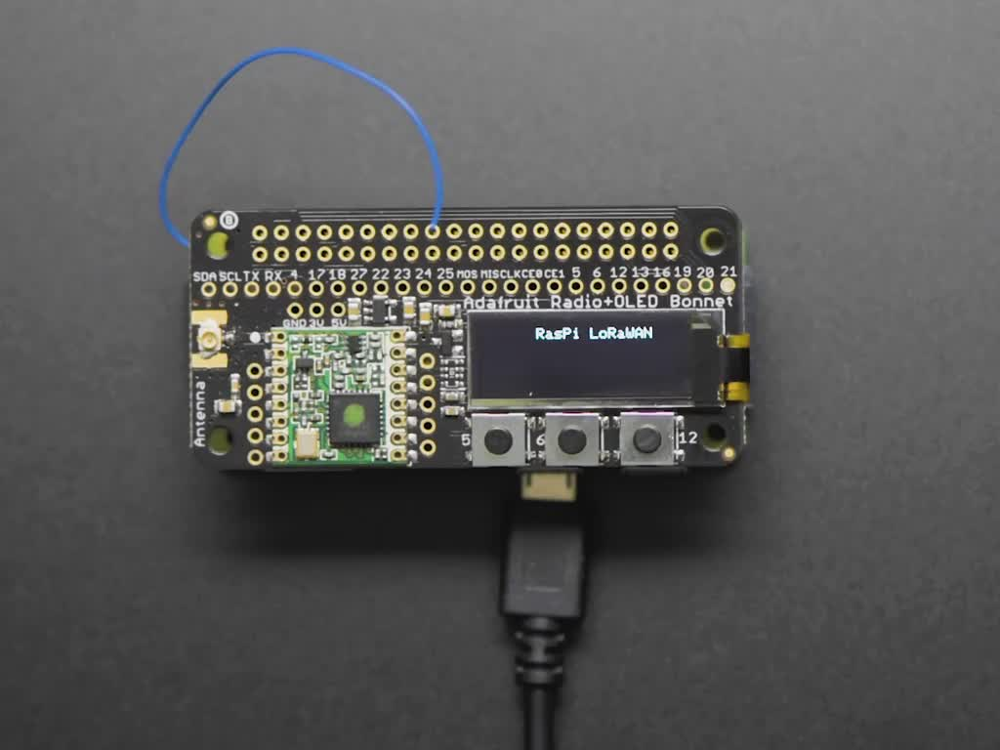 SDA SCL TX RX 4 17 18 27 22 23 24 25 MOS MIS CLK CE0 CE1 5 6 12 13 16 19 20 21
Adafruit Radio+OLED Bonnet
GND 3V 5V
RasPi LoRaWAN
Antenna
5 6 12